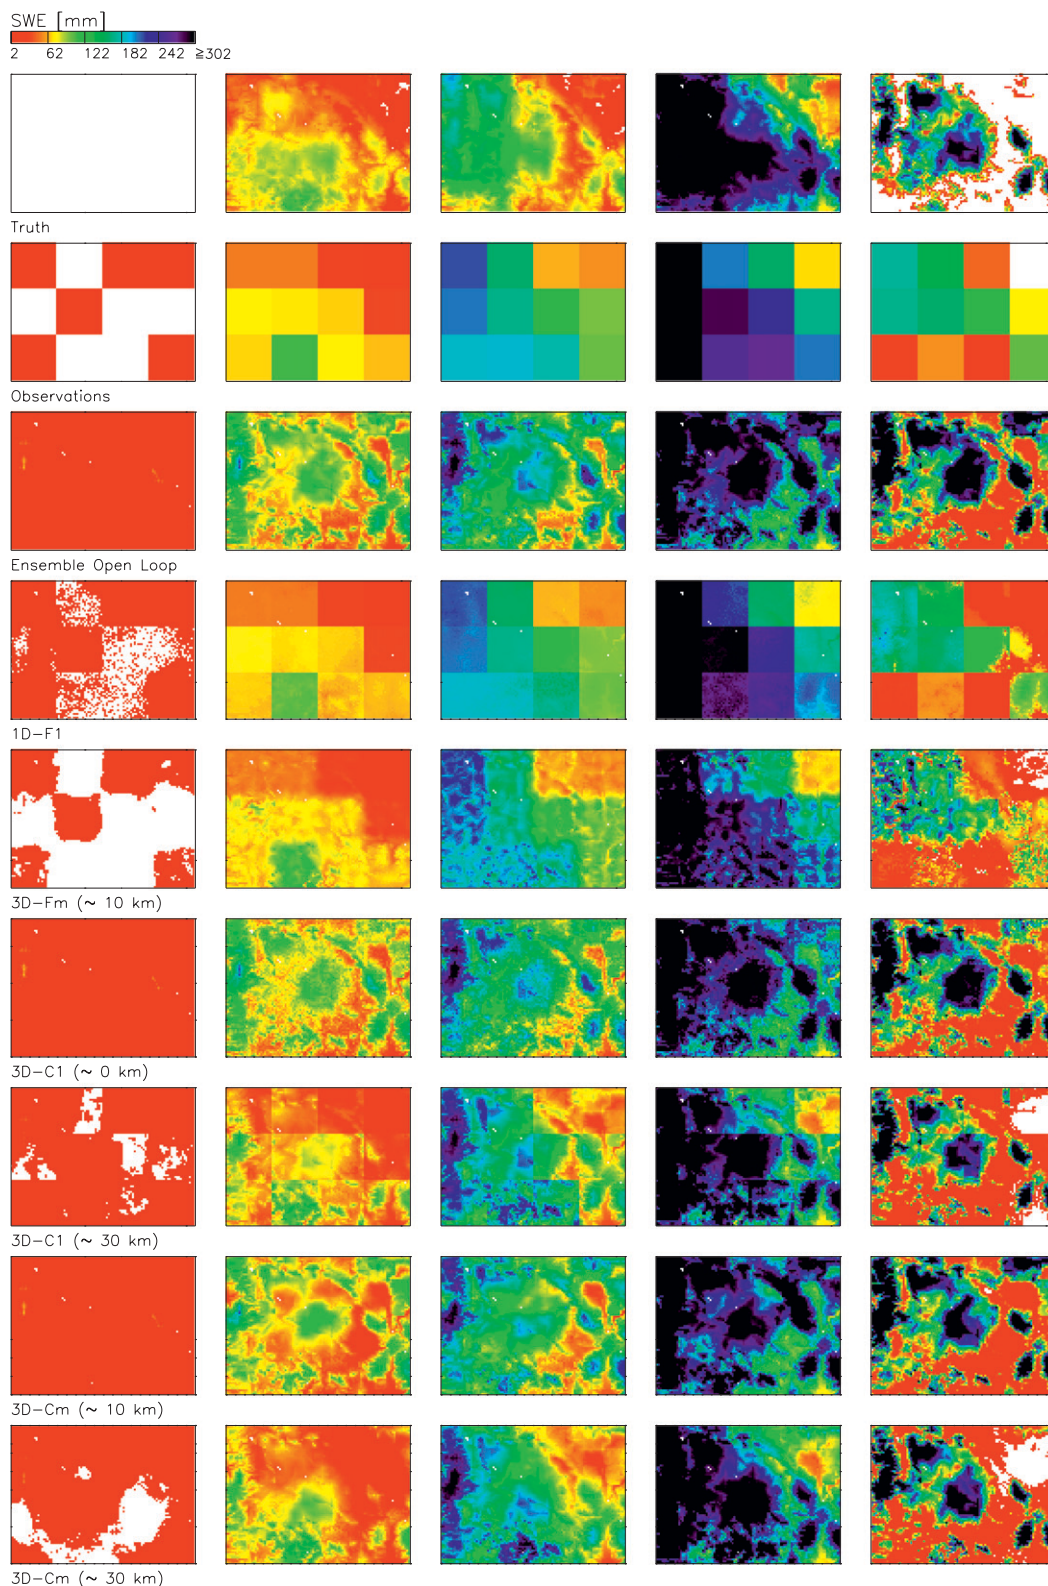 SWE [mm]
2 62 122 182 242 ≥302
Truth
Observations
Ensemble Open Loop
1D-F1
3D-Fm (~ 10 km)
3D-C1 (~ 0 km)
3D-C1 (~ 30 km)
3D-Cm (~ 10 km)
3D-Cm (~ 30 km)